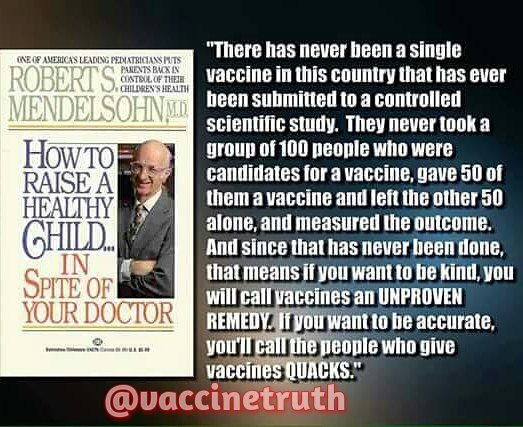 ONE OF AMERICA'S LEADING PEDIATRICIANS PUTS
PARENTS BACK IN
CONTROL OF THEIR
CHILDREN'S HEALTH
ROBERT S.
MENDELSOHN, M.D.
HOW TO
RAISE A
HEALTHY
CHILD...
IN
SPITE OF
YOUR DOCTOR
"There has never been a single
vaccine in this country that has ever
been submitted to a controlled
scientific study. They never took a
group of 100 people who were
candidates for a vaccine, gave 50 of
them a vaccine and left the other 50
alone, and measured the outcome.
And since that has never been done,
that means if you want to be kind, you
will call vaccines an UNPROVEN
REMEDY. If you want to be accurate,
you'll call the people who give
vaccines QUACKS."
@vaccinetruth